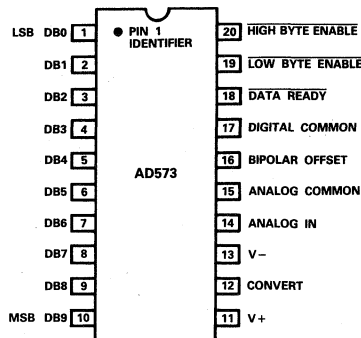 LSB DB0 1
● PIN 1
IDENTIFIER
20 HIGH BYTE ENABLE
DB1 2
19 LOW BYTE ENABLE
DB2 3
18 DATA READY
DB3 4
17 DIGITAL COMMON
DB4 5
16 BIPOLAR OFFSET
AD573
DB5 6
15 ANALOG COMMON
DB6 7
14 ANALOG IN
DB7 8
13 V−
DB8 9
12 CONVERT
MSB DB9 10
11 V+